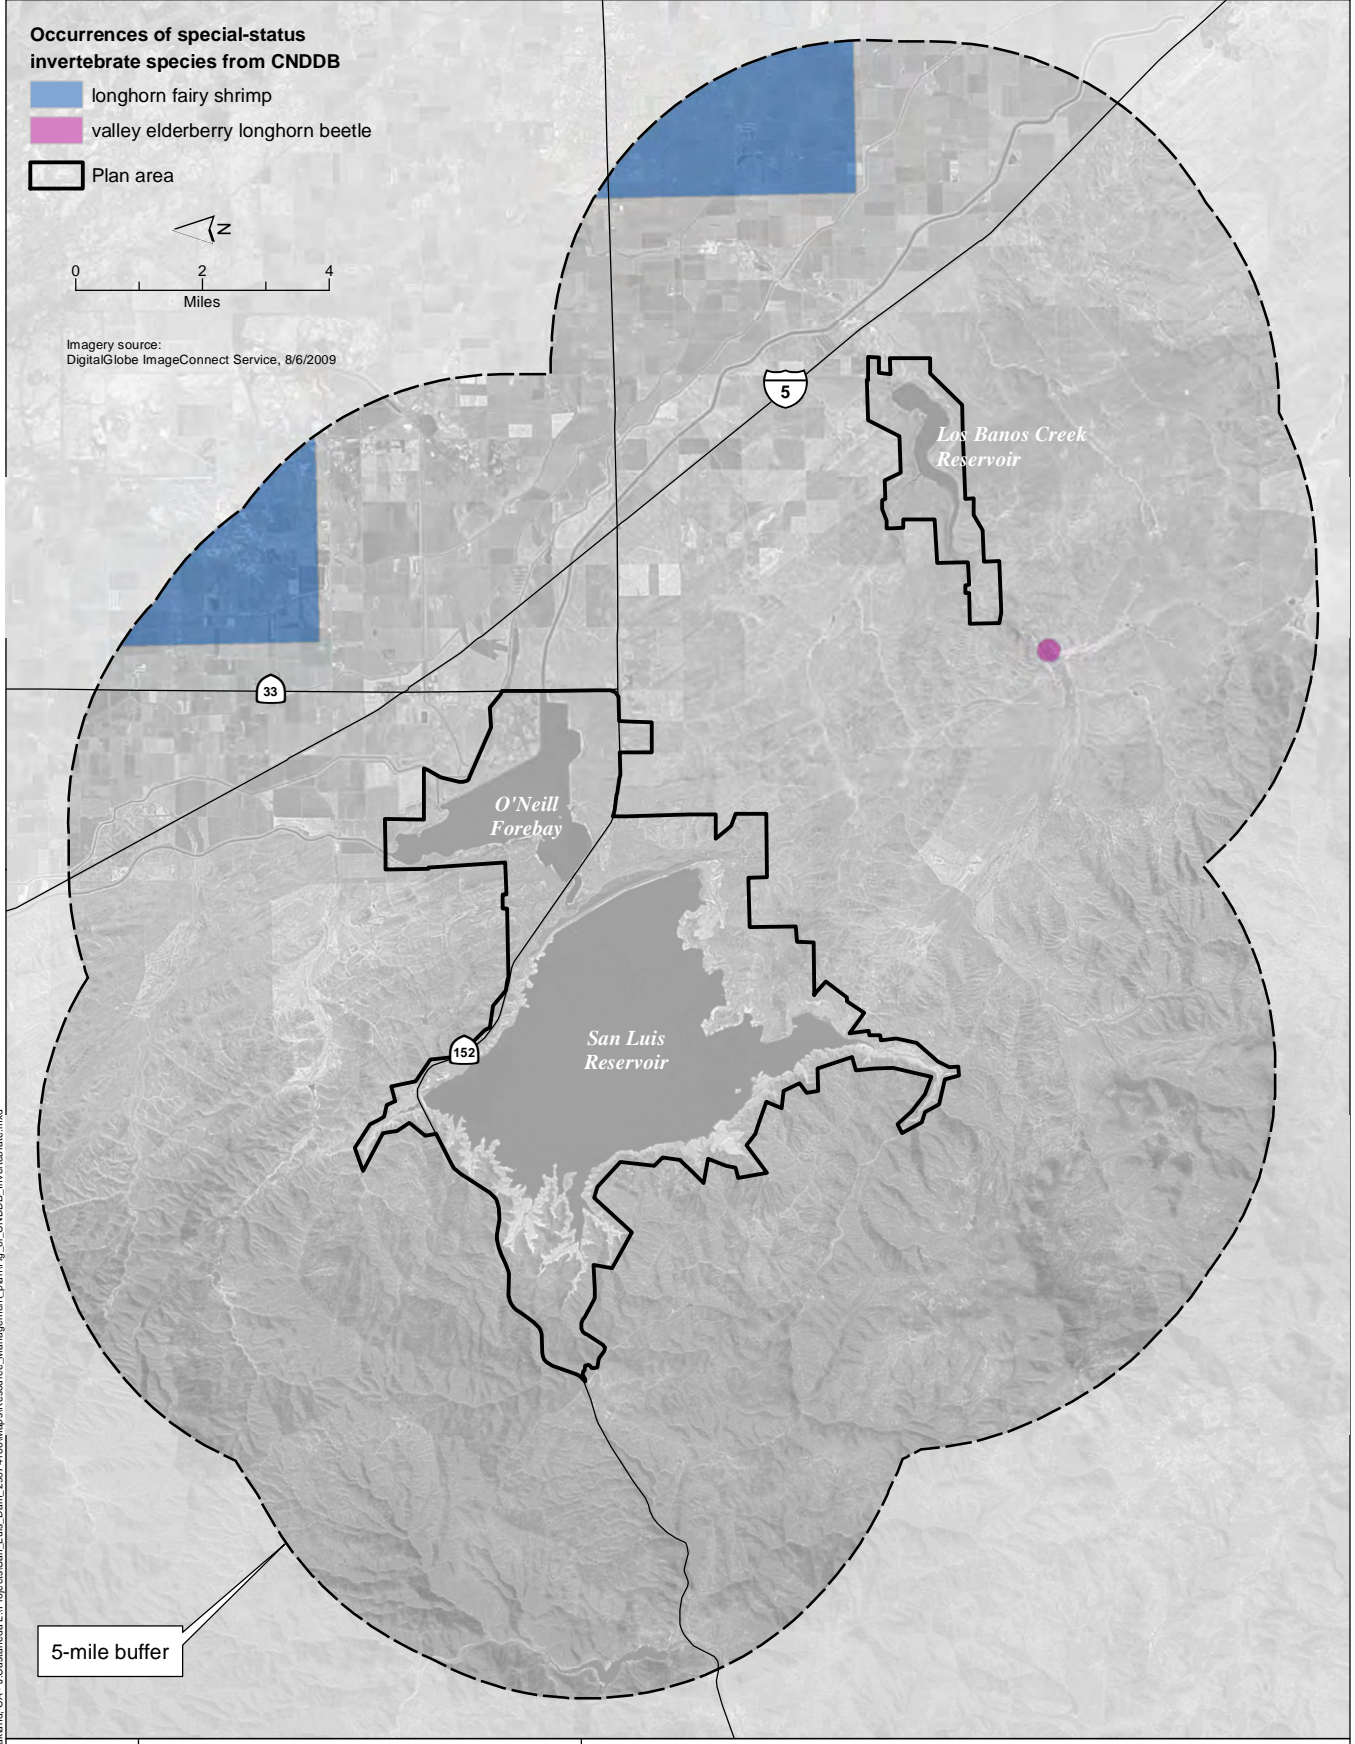 Occurrences of special-status
invertebrate species from CNDDB
longhorn fairy shrimp
valley elderberry longhorn beetle
Plan area
N
0 2 4
Miles
Imagery source:
DigitalGlobe ImageConnect Service, 8/6/2009
5
Los Banos Creek
Reservoir
33
O'Neill
Forebay
San Luis
Reservoir
152
5-mile buffer